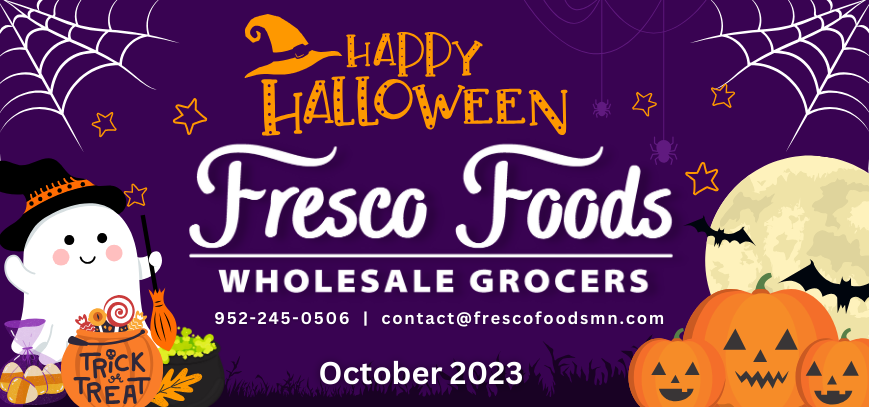 HAPPY
HALLOWEEN
Fresco Foods
WHOLESALE GROCERS
952-245-0506 | contact@frescofoodsmn.com
TRICK
or
TREAT
October 2023